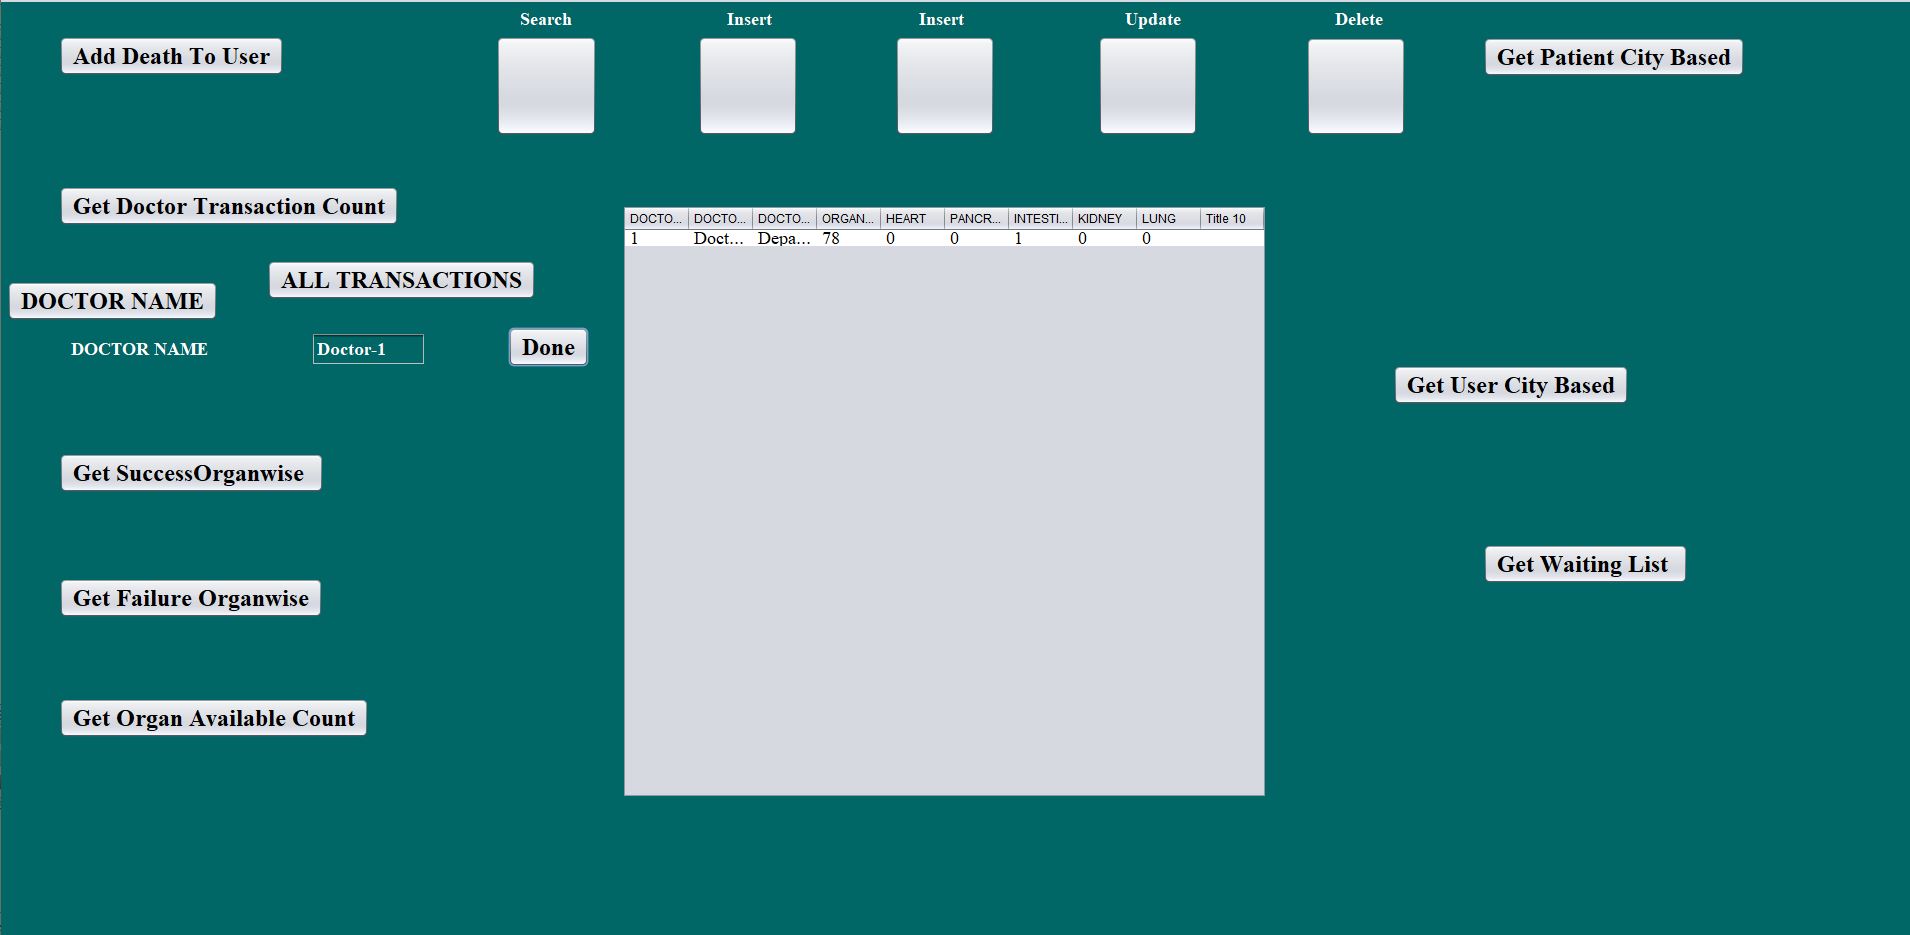 Search Insert Insert Update Delete
Add Death To User
Get Patient City Based
Get Doctor Transaction Count
DOCTO... DOCTO... DOCTO... ORGAN... HEART PANCR... INTESTI... KIDNEY LUNG Title 10
1 Doct... Depa... 78 0 0 1 0 0
ALL TRANSACTIONS
DOCTOR NAME
DOCTOR NAME Doctor-1 Done
Get User City Based
Get SuccessOrganwise
Get Waiting List
Get Failure Organwise
Get Organ Available Count